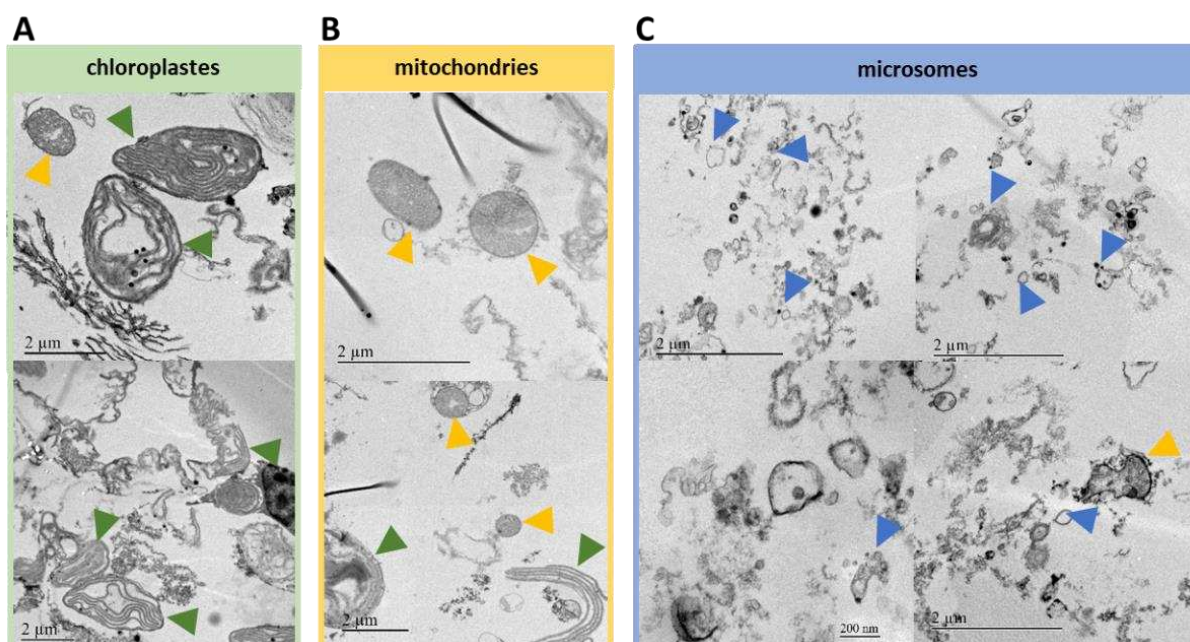 A
B
C
chloroplastes
mitochondries
microsomes
2 µm
2 µm
2 µm
2 µm
2 µm
2 µm
200 nm
2 µm